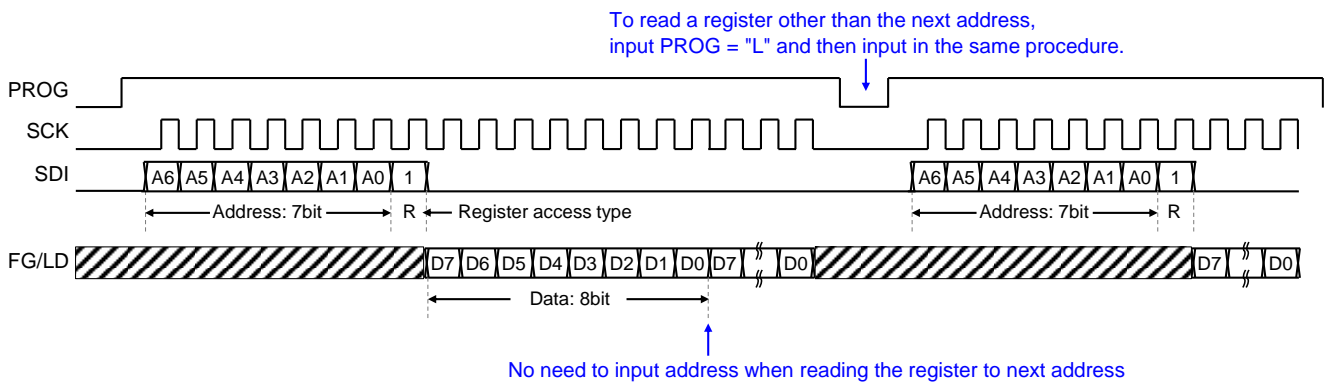 To read a register other than the next address,
input PROG = "L" and then input in the same procedure.
PROG
SCK
SDI A6 A5 A4 A3 A2 A1 A0 1 A6 A5 A4 A3 A2 A1 A0 1
Address: 7bit R Register access type Address: 7bit R
FG/LD D7 D6 D5 D4 D3 D2 D1 D0 D7 D0 D7 D0
Data: 8bit
No need to input address when reading the register to next address